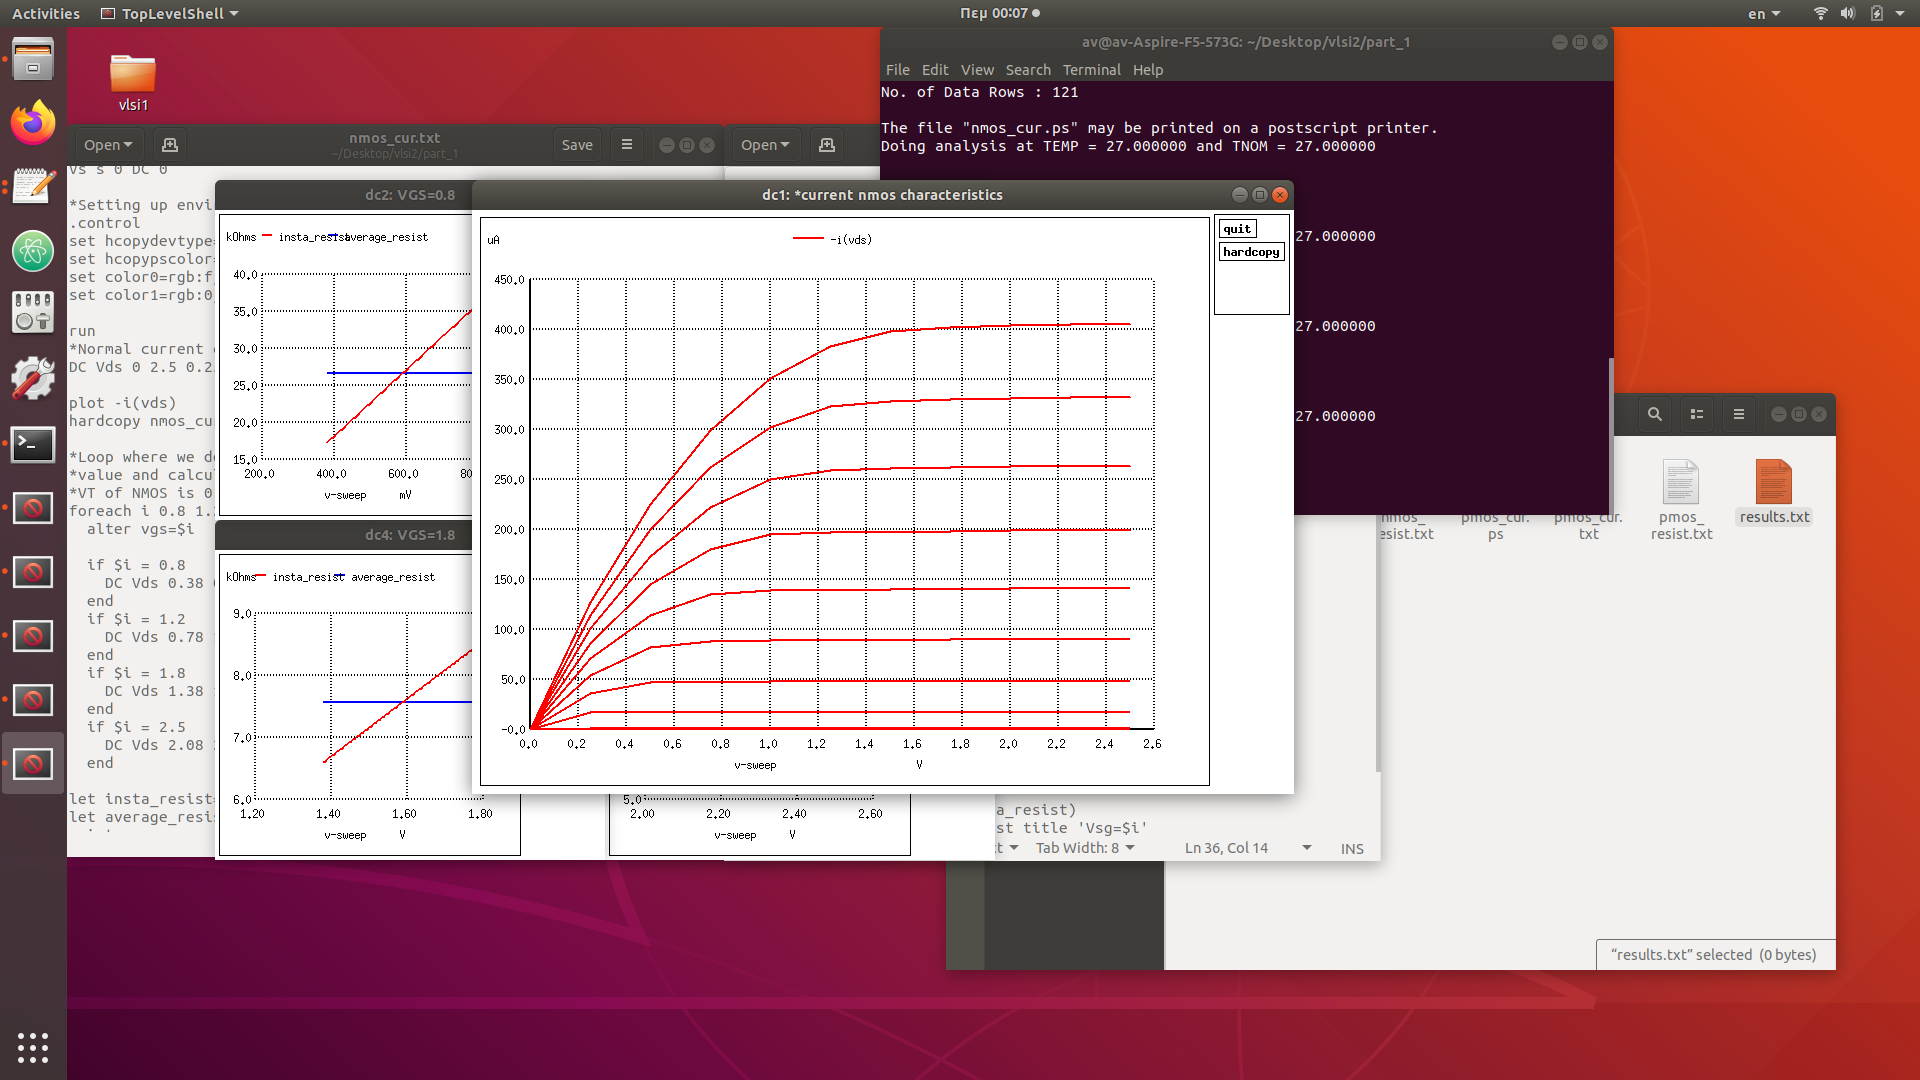 Activities
TopLevelShell
Πεμ 00:07
en
vlsi1
av@av-Aspire-F5-573G: ~/Desktop/vlsi2/part_1
File Edit View Search Terminal Help
No. of Data Rows : 121
The file "nmos_cur.ps" may be printed on a postscript printer.
Doing analysis at TEMP = 27.000000 and TNOM = 27.000000
27.000000
27.000000
27.000000
Open
nmos_cur.txt
~/Desktop/vlsi2/part_1
Save
Open
Vs s 0 DC 0
*Setting up envi
.control
set hcopydevtype=
set hcopypscolor=
set color0=rgb:f
set color1=rgb:0
run
*Normal current
DC Vds 0 2.5 0.2
plot -i(vds)
hardcopy nmos_cu
*Loop where we d
*value and calcu
*VT of NMOS is 0
foreach i 0.8 1.
alter vgs=$i
if $i = 0.8
DC Vds 0.38
end
if $i = 1.2
DC Vds 0.78
end
if $i = 1.8
DC Vds 1.38
end
if $i = 2.5
DC Vds 2.08
end
let insta_resist=
let average_resi
dc2: VGS=0.8
kOhms
insta_resist
average_resist
40.0
35.0
30.0
25.0
20.0
15.0
200.0 400.0 600.0 80
v-sweep mV
dc4: VGS=1.8
kOhms
insta_resist
average_resist
9.0
8.0
7.0
6.0
1.20 1.40 1.60 1.80
v-sweep V
5.0
2.00 2.20 2.40 2.60
v-sweep V
dc1: *current nmos characteristics
quit
hardcopy
uA
-i(vds)
450.0
400.0
350.0
300.0
250.0
200.0
150.0
100.0
50.0
-0.0
0.0 0.2 0.4 0.6 0.8 1.0 1.2 1.4 1.6 1.8 2.0 2.2 2.4 2.6
v-sweep V
a_resist)
st title 'Vsg=$i'
Tab Width: 8
Ln 36, Col 14
INS
nmos_
esist.txt
pmos_cur.
ps
pmos_cur.
txt
pmos_
resist.txt
results.txt
“results.txt” selected (0 bytes)